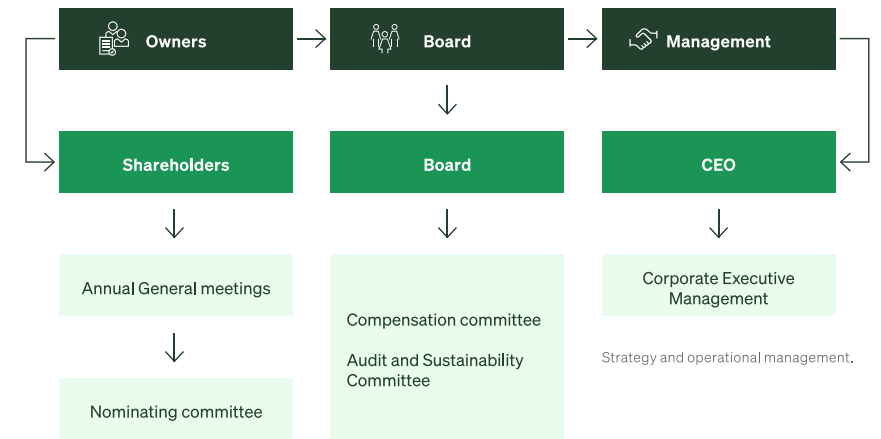 Owners
Board
Management
Shareholders
Board
CEO
Annual General meetings
Nominating committee
Compensation committee
Audit and Sustainability
Committee
Corporate Executive
Management
Strategy and operational management.